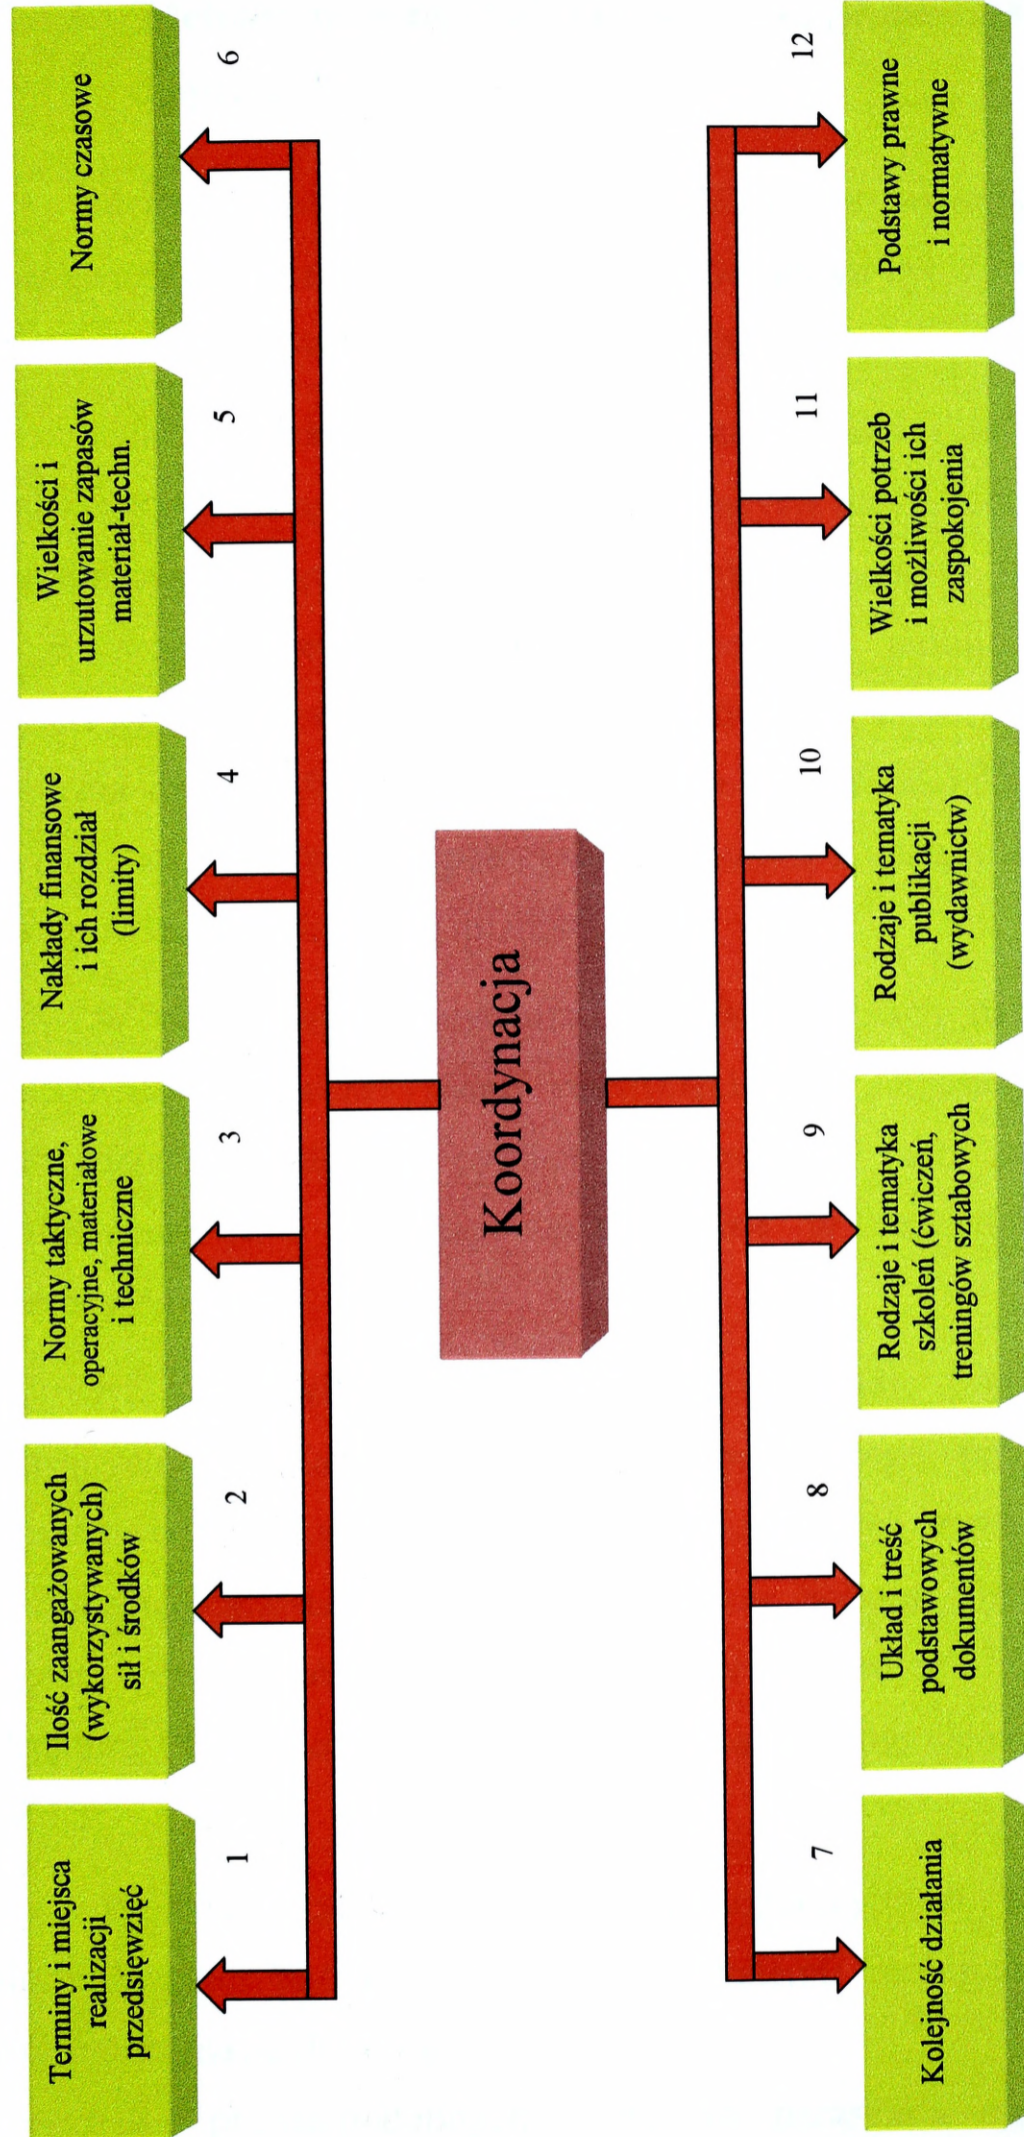 Terminy i miejsca
realizacji
przedsięwzięć
1
Ilość zaangażowanych
(wykorzystywanych)
sił i środków
2
Normy taktyczne,
operacyjne, materiałowe
i techniczne
3
Nakłady finansowe
i ich rozdział
(limity)
4
Wielkości i
urzutowanie zapasów
materiał-techn.
5
Normy czasowe
6
Koordynacja
7
Kolejność działania
8
Układ i treść
podstawowych
dokumentów
9
Rodzaje i tematyka
szkoleń (ćwiczeń,
treningów sztabowych
10
Rodzaje i tematyka
publikacji
(wydawnictw)
11
Wielkości potrzeb
i możliwości ich
zaspokojenia
12
Podstawy prawne
i normatywne